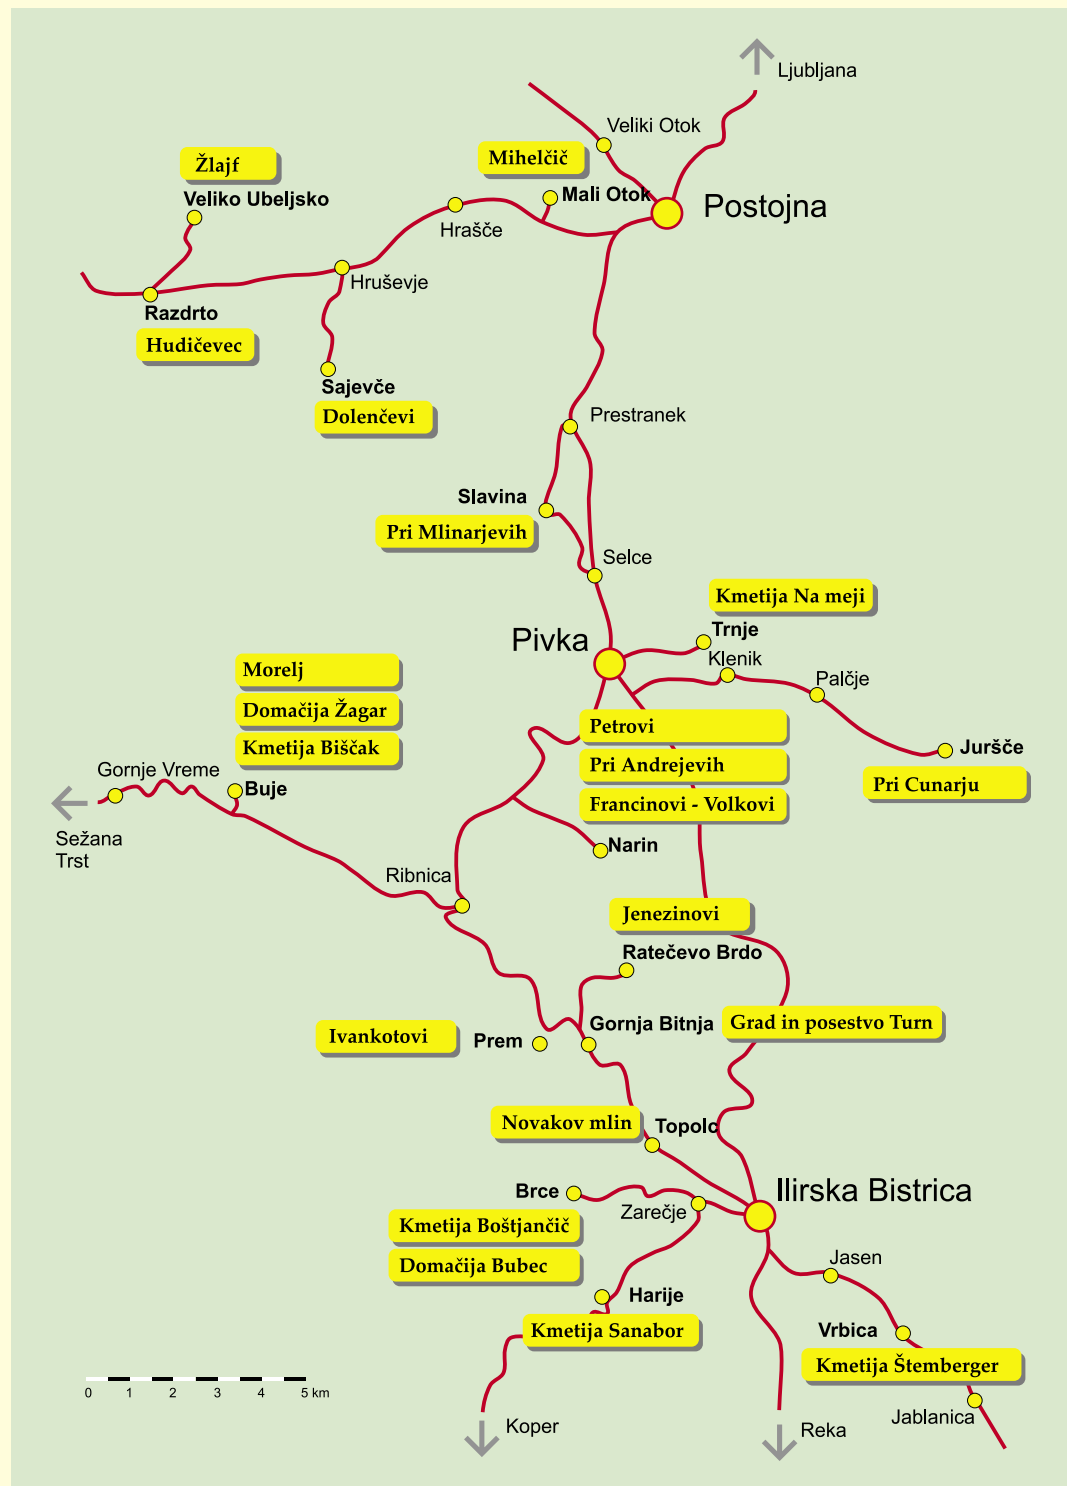 Ljubljana
Veliki Otok
Mihelčič
Žlajf
Mali Otok
Veliko Ubeljsko
Postojna
Hrašče
Hruševje
Razdrto
Hudičevec
Sajevče
Dolenčevi
Prestranek
Slavina
Pri Mlinarjevih
Selce
Kmetija Na meji
Trnje
Pivka
Klenik
Morelj
Palčje
Domačija Žagar
Petrovi
Kmetija Biščak
Juršče
Pri Andrejevih
Gornje Vreme
Pri Cunarju
Buje
Francinovi - Volkovi
Sežana
Trst
Narin
Ribnica
Jenezinovi
Ratečevo Brdo
Gornja Bitnja
Grad in posestvo Turn
Ivankotovi
Prem
Novakov mlin
Topolc
Brce
Ilirska Bistrica
Zarečje
Kmetija Boštjančič
Domačija Bubec
Jasen
Harije
Kmetija Sanabor
Vrbica
Kmetija Štemberger
0 1 2 3 4 5 km
Jablanica
Koper
Reka